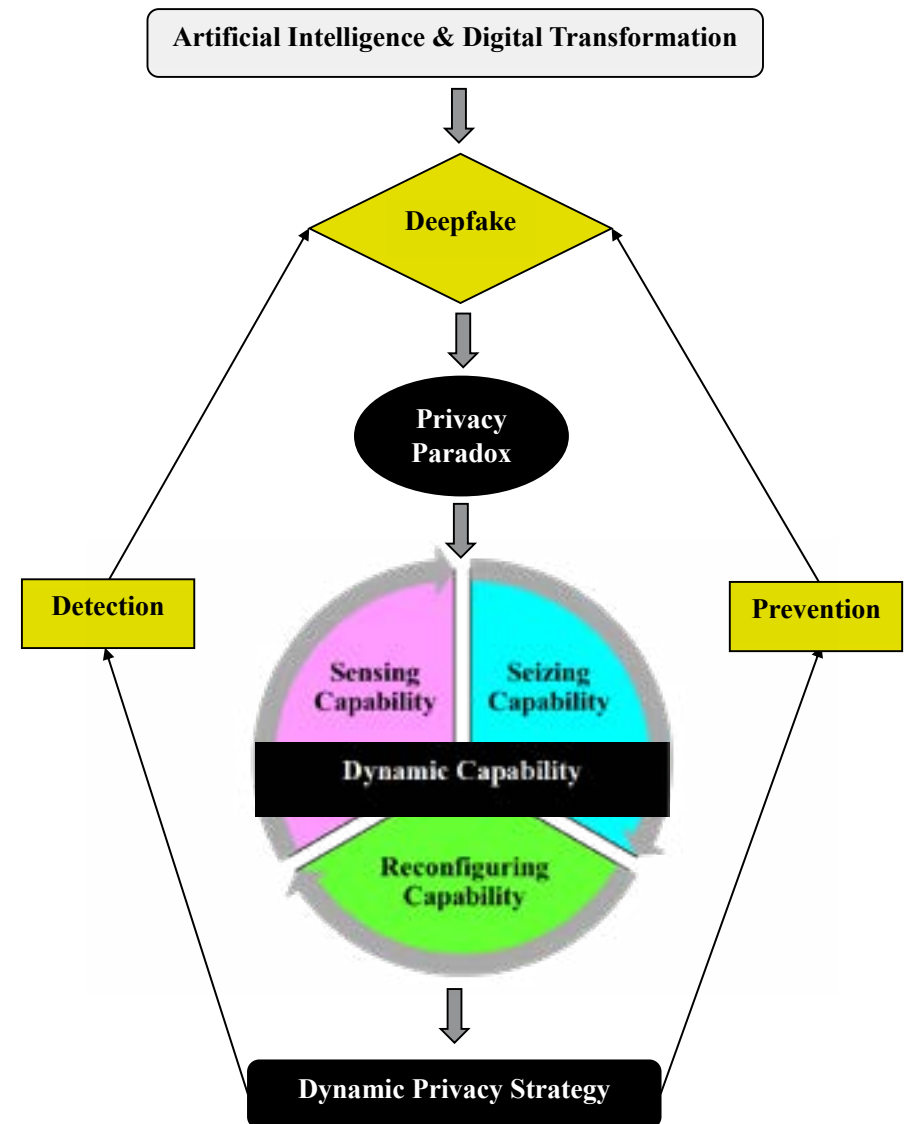 Artificial Intelligence & Digital Transformation
Deepfake
Privacy
Paradox
Detection
Prevention
Sensing
Capability
Seizing
Capability
Dynamic Capability
Reconfiguring
Capability
Dynamic Privacy Strategy